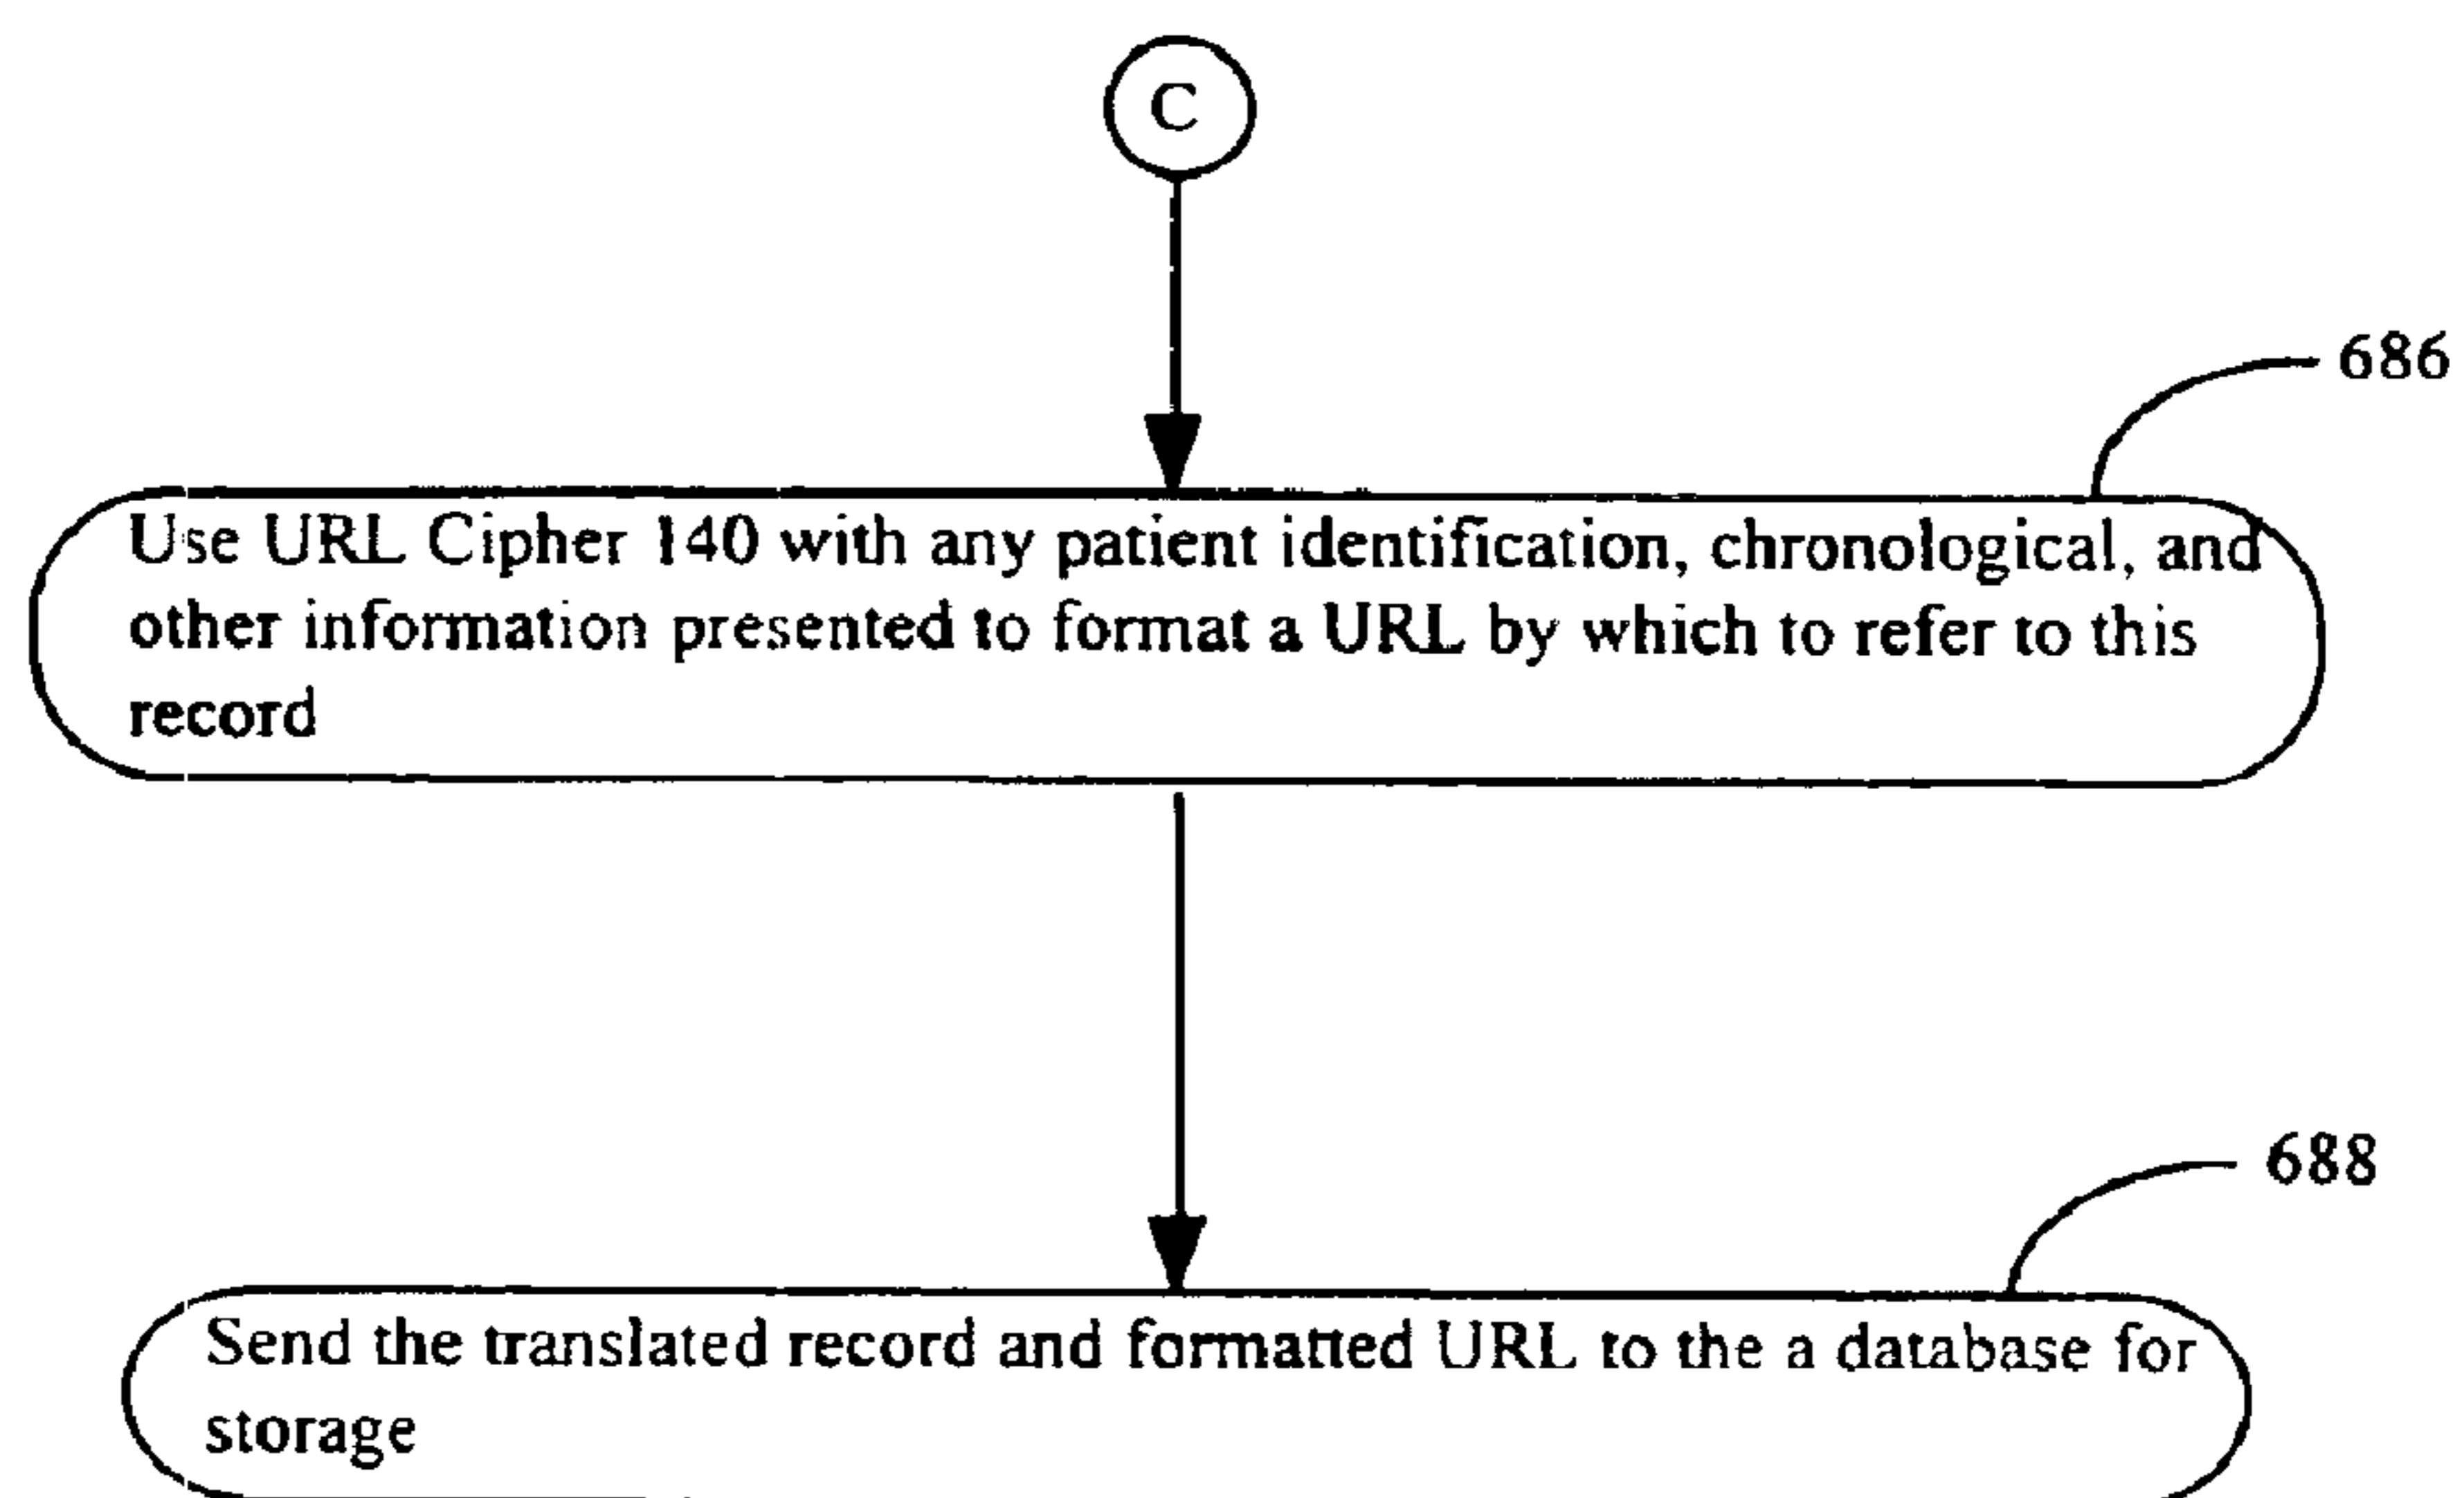 C
686
Use URL Cipher 140 with any patient identification, chronological, and
other information presented to format a URL by which to refer to this
record
688
Send the translated record and formatted URL to the a database for
storage